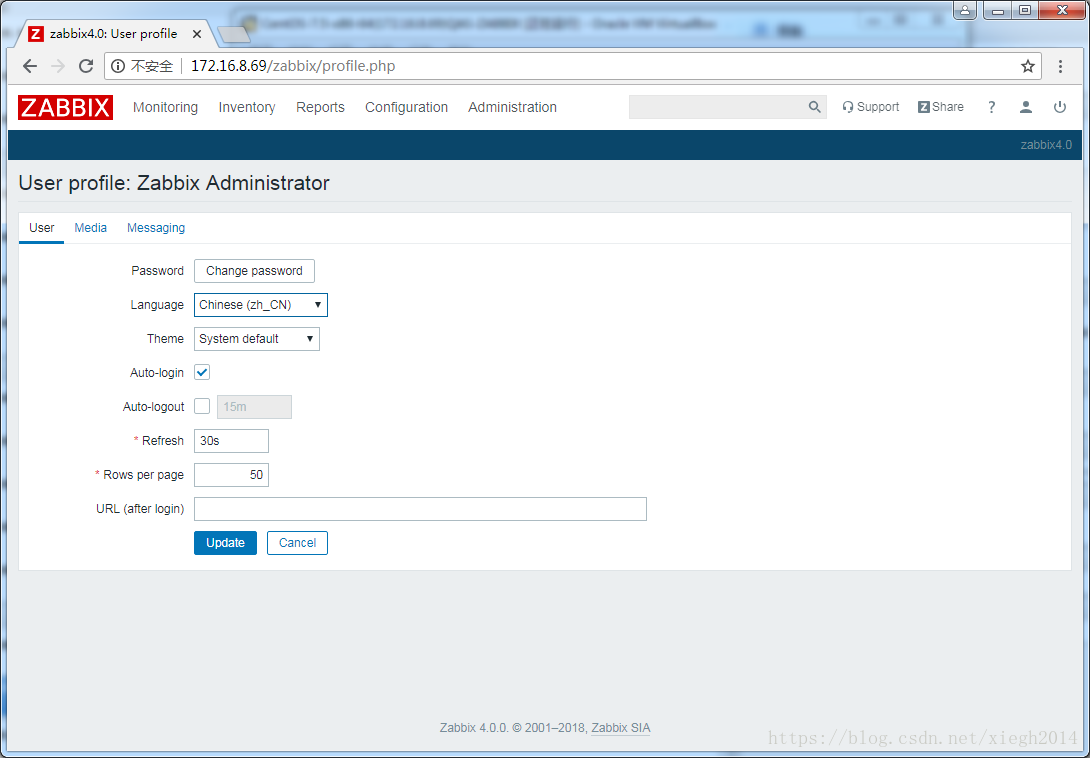 zabbix4.0: User profile
不安全 172.16.8.69/zabbix/profile.php
ZABBIX Monitoring Inventory Reports Configuration Administration Z Support Z Share ?
zabbix4.0
User profile: Zabbix Administrator
User Media Messaging
Password Change password
Language Chinese (zh_CN)
Theme System default
Auto-login
Auto-logout 15m
* Refresh 30s
* Rows per page 50
URL (after login)
Update Cancel
Zabbix 4.0.0. © 2001–2018, Zabbix SIA
https://blog.csdn.net/xiegh2014